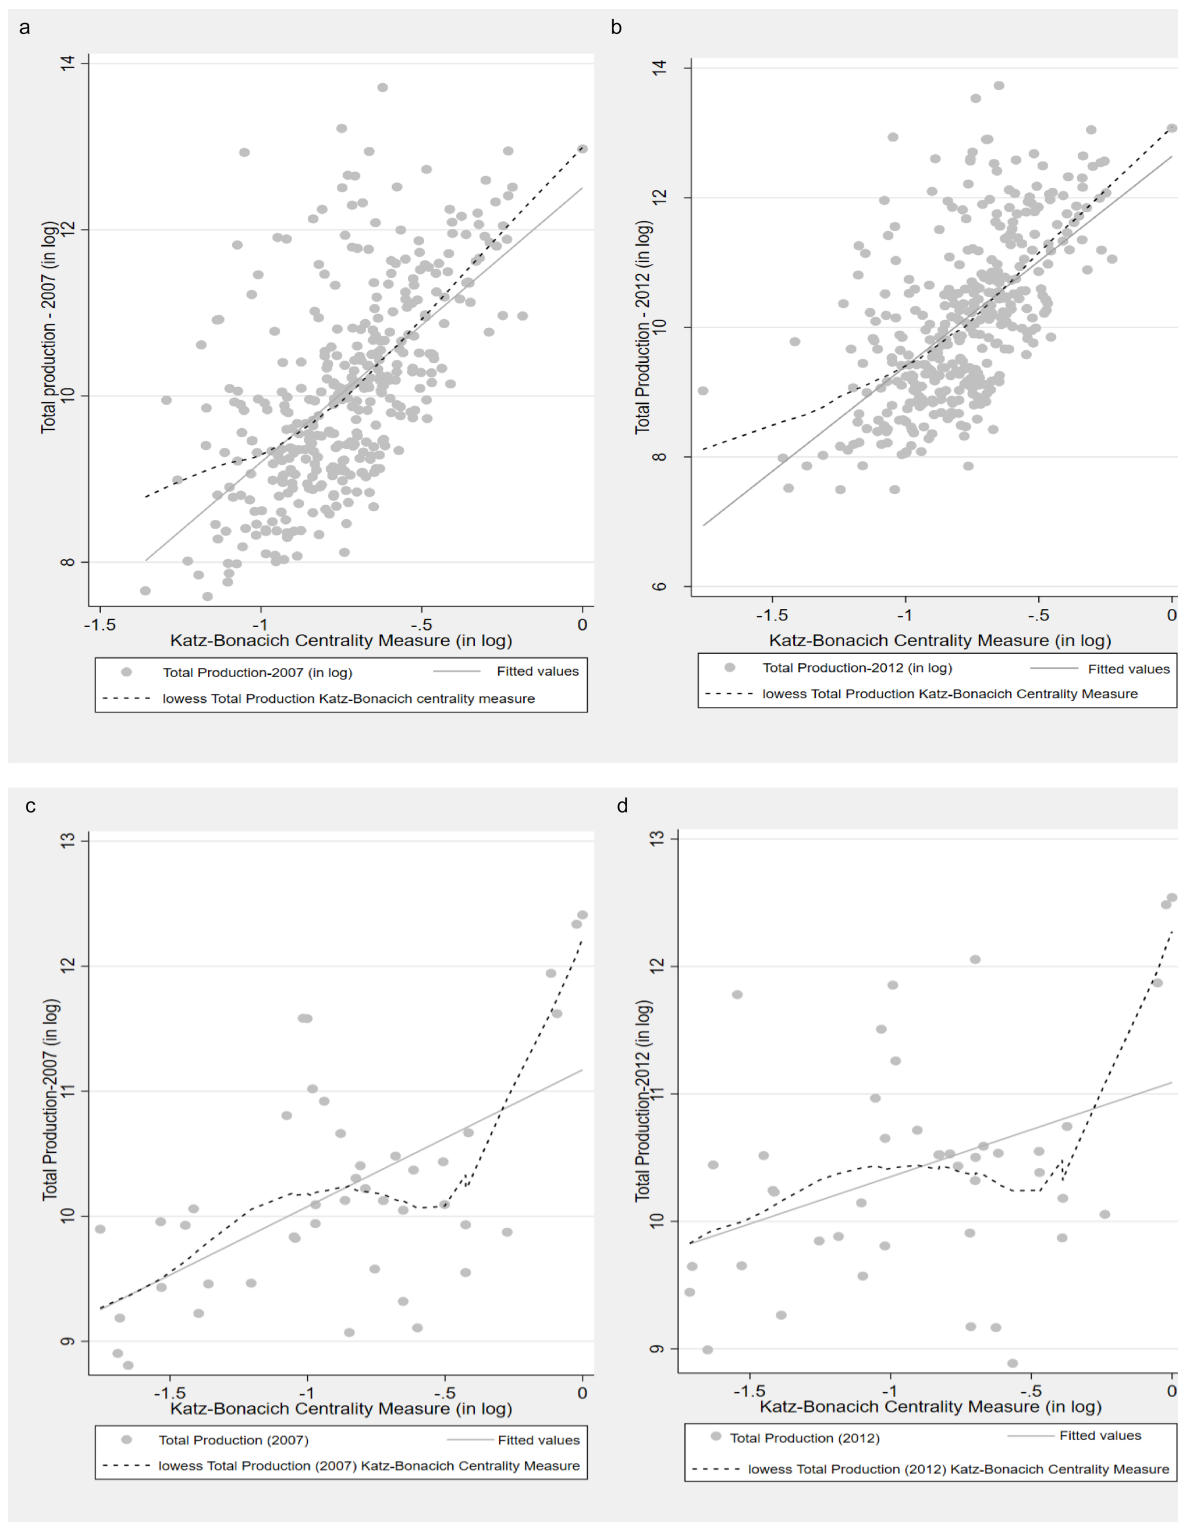 a
14
12
10
8
Total production - 2007 (in log)
-1.5
-1
-.5
0
Katz-Bonacich Centrality Measure (in log)
Total Production-2007 (in log)
Fitted values
lowess Total Production Katz-Bonacich centrality measure
b
14
12
10
8
6
Total Production - 2012 (in log)
-1.5
-1
-.5
0
Katz-Bonacich Centrality Measure (in log)
Total Production-2012 (in log)
Fitted values
lowess Total Production Katz-Bonacich Centrality Measure
c
13
12
11
10
9
Total Production-2007 (in log)
-1.5
-1
-.5
0
Katz-Bonacich Centrality Measure (in log)
Total Production (2007)
Fitted values
lowess Total Production (2007) Katz-Bonacich Centrality Measure
d
13
12
11
10
9
Total Production-2012 (in log)
-1.5
-1
-.5
0
Katz-Bonacich Centrality Measure (in log)
Total Production (2012)
Fitted values
lowess Total Production (2012) Katz-Bonacich Centrality Measure